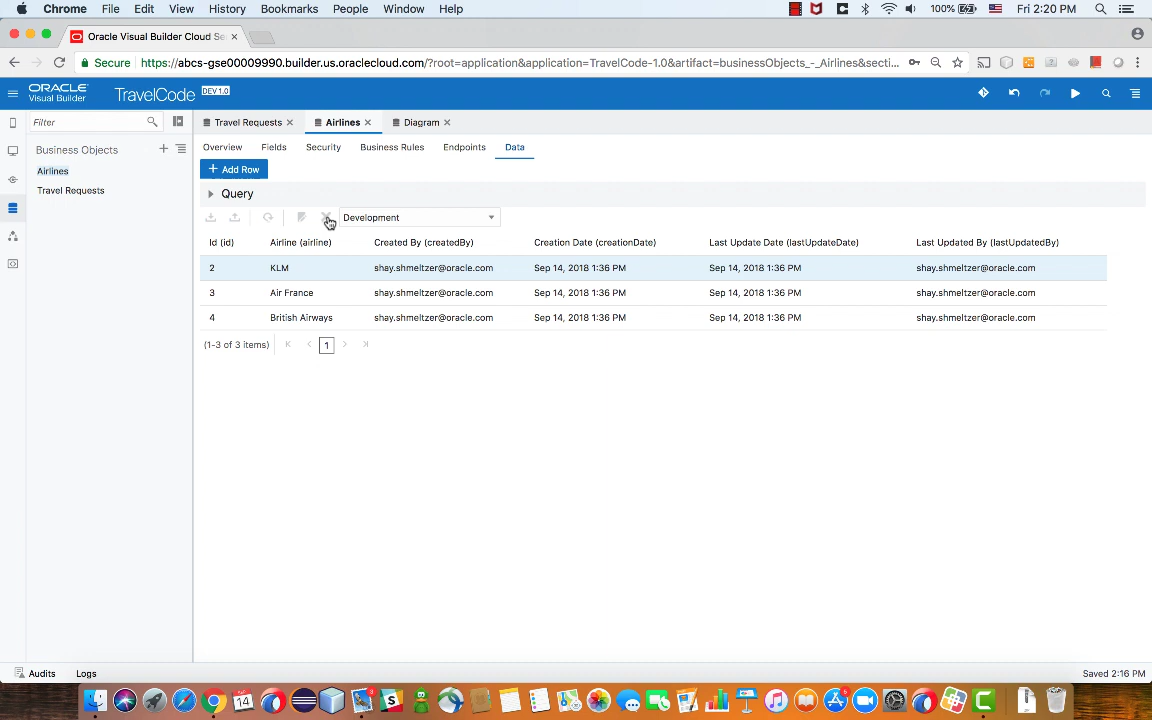 Chrome File Edit View History Bookmarks People Window Help 100% Fri 2:20 PM
Oracle Visual Builder Cloud Se
Secure https://abcs-gse00009990.builder.us.oraclecloud.com/?root=application&application=TravelCode-1.0&artifact=businessObjects_-_Airlines&secti...
ORACLE Visual Builder TravelCode DEV 1.0
Filter Travel Requests Airlines Diagram
Business Objects Overview Fields Security Business Rules Endpoints Data
Airlines + Add Row
Travel Requests Query
Development
Id (id) Airline (airline) Created By (createdBy) Creation Date (creationDate) Last Update Date (lastUpdateDate) Last Updated By (lastUpdatedBy)
2 KLM shay.shmeltzer@oracle.com Sep 14, 2018 1:36 PM Sep 14, 2018 1:36 PM shay.shmeltzer@oracle.com
3 Air France shay.shmeltzer@oracle.com Sep 14, 2018 1:36 PM Sep 14, 2018 1:36 PM shay.shmeltzer@oracle.com
4 British Airways shay.shmeltzer@oracle.com Sep 14, 2018 1:36 PM Sep 14, 2018 1:36 PM shay.shmeltzer@oracle.com
(1-3 of 3 items) 1
Audits Logs Saved 2:16 PM